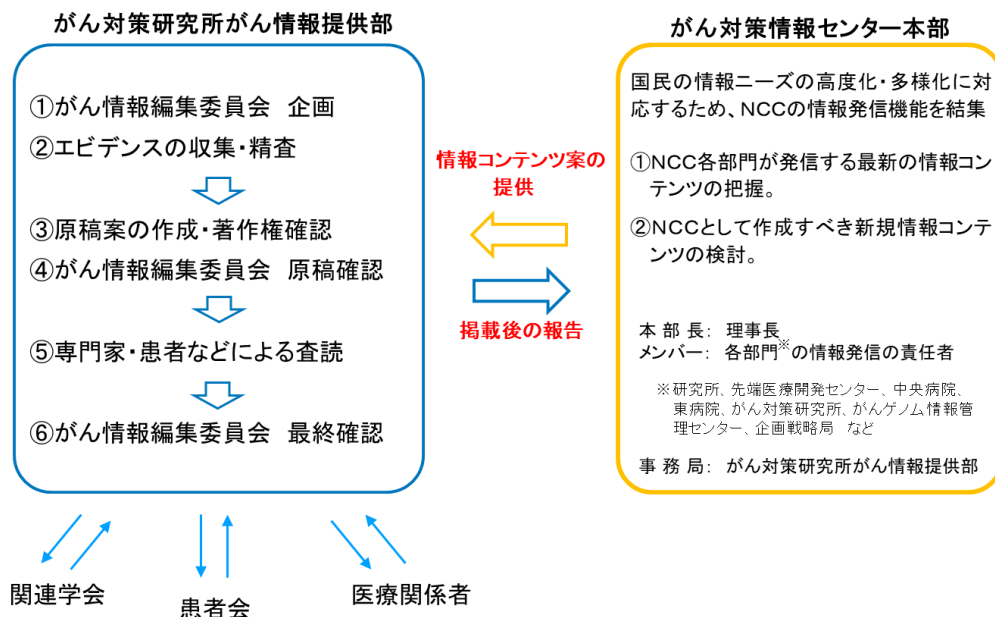 がん対策研究所がん情報提供部
①がん情報編集委員会　企画
②エビデンスの収集・精査
③原稿案の作成・著作権確認
④がん情報編集委員会　原稿確認
⑤専門家・患者などによる査読
⑥がん情報編集委員会　最終確認
関連学会
患者会
医療関係者
情報コンテンツ案の
提供
掲載後の報告
がん対策情報センター本部
国民の情報ニーズの高度化・多様化に対
応するため、NCCの情報発信機能を結集
①NCC各部門が発信する最新の情報コン
テンツの把握。
②NCCとして作成すべき新規情報コンテ
ンツの検討。
本 部 長：　理事長
メンバー：　各部門※の情報発信の責任者
※研究所、先端医療開発センター、中央病院、
東病院、がん対策研究所、がんゲノム情報管
理センター、企画戦略局　など
事 務 局：　がん対策研究所がん情報提供部